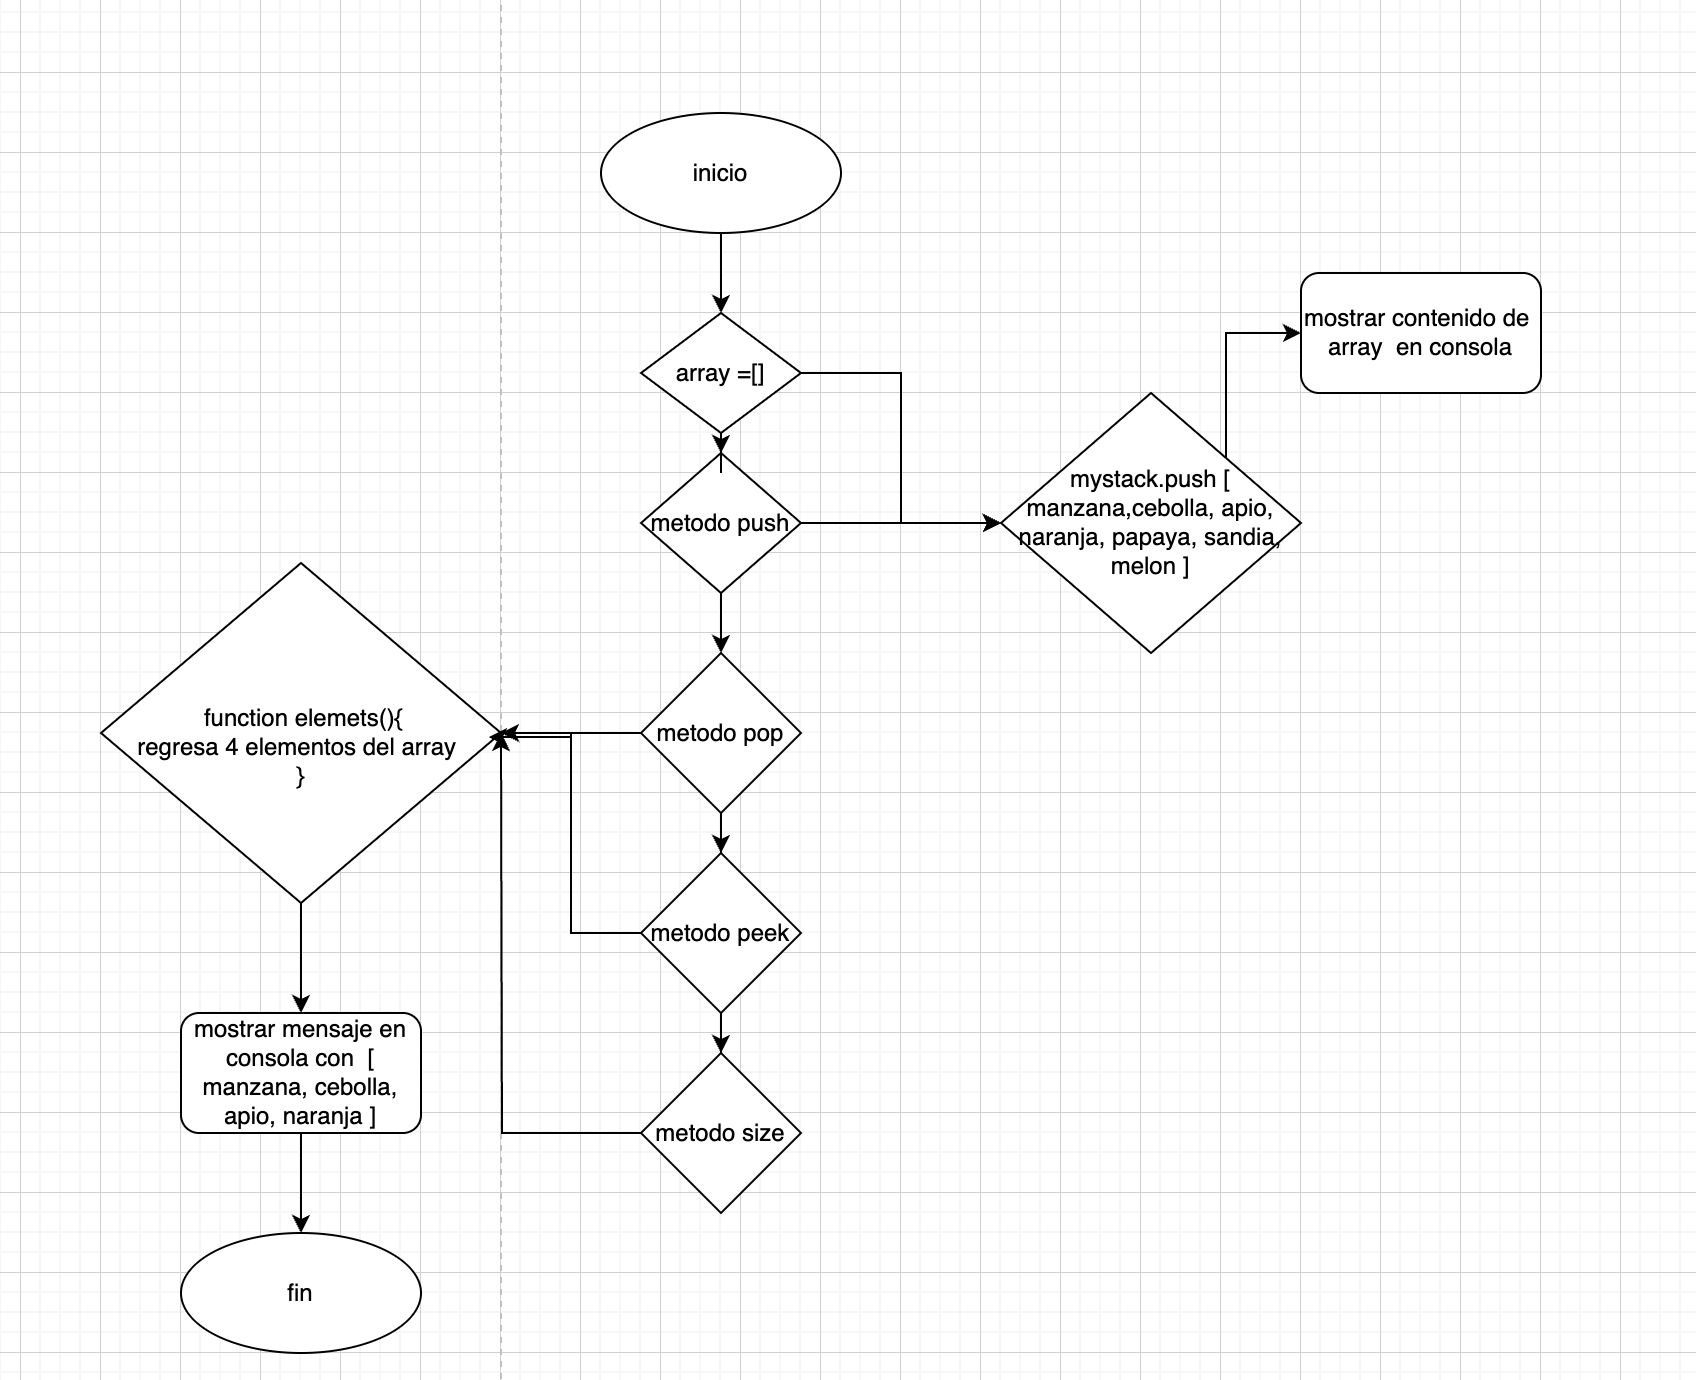 inicio
array =[]
metodo push
mystack.push [
manzana,cebolla, apio,
naranja, papaya, sandia,
melon ]
mostrar contenido de
array  en consola
metodo pop
metodo peek
metodo size
function elemets(){
regresa 4 elementos del array
}
mostrar mensaje en
consola con  [
manzana, cebolla,
apio, naranja ]
fin